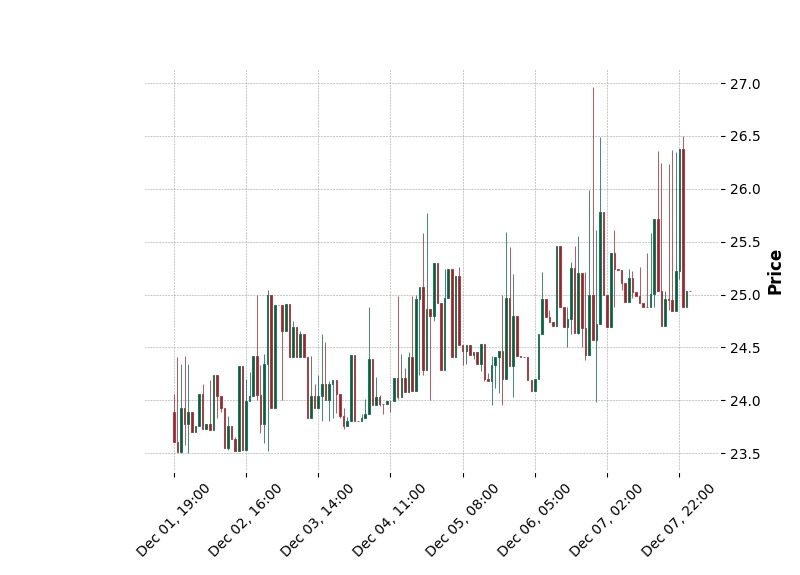 27.0
26.5
26.0
25.5
25.0
24.5
24.0
23.5
Price
Dec 01, 19:00
Dec 02, 16:00
Dec 03, 14:00
Dec 04, 11:00
Dec 05, 08:00
Dec 06, 05:00
Dec 07, 02:00
Dec 07, 22:00